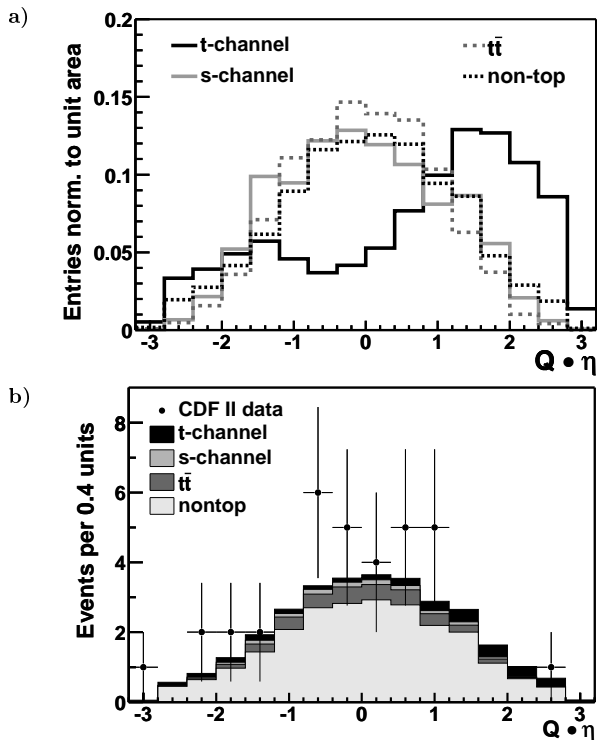 a)
Entries norm. to unit area
0.2
0.15
0.1
0.05
0
t-channel
s-channel
tt̄
non-top
-3 -2 -1 0 1 2 3
Q • η
b)
Events per 0.4 units
8
6
4
2
0
CDF II data
t-channel
s-channel
tt̄
nontop
-3 -2 -1 0 1 2 3
Q • η